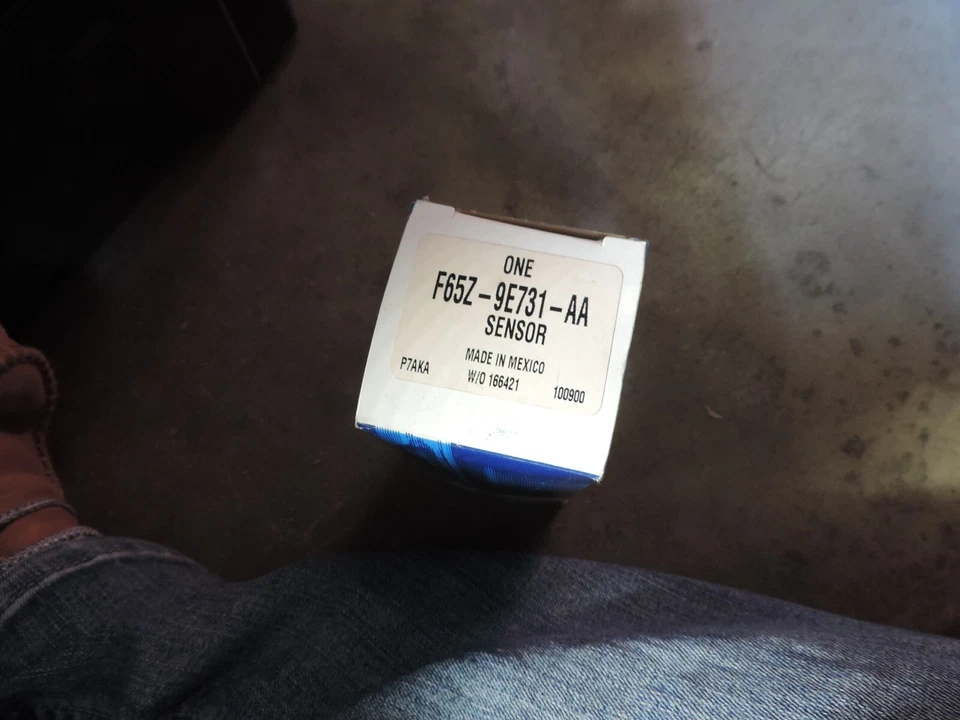 ONE
F65Z-9E731-AA
SENSOR
MADE IN MEXICO
P7AKA W/O 166421 100900